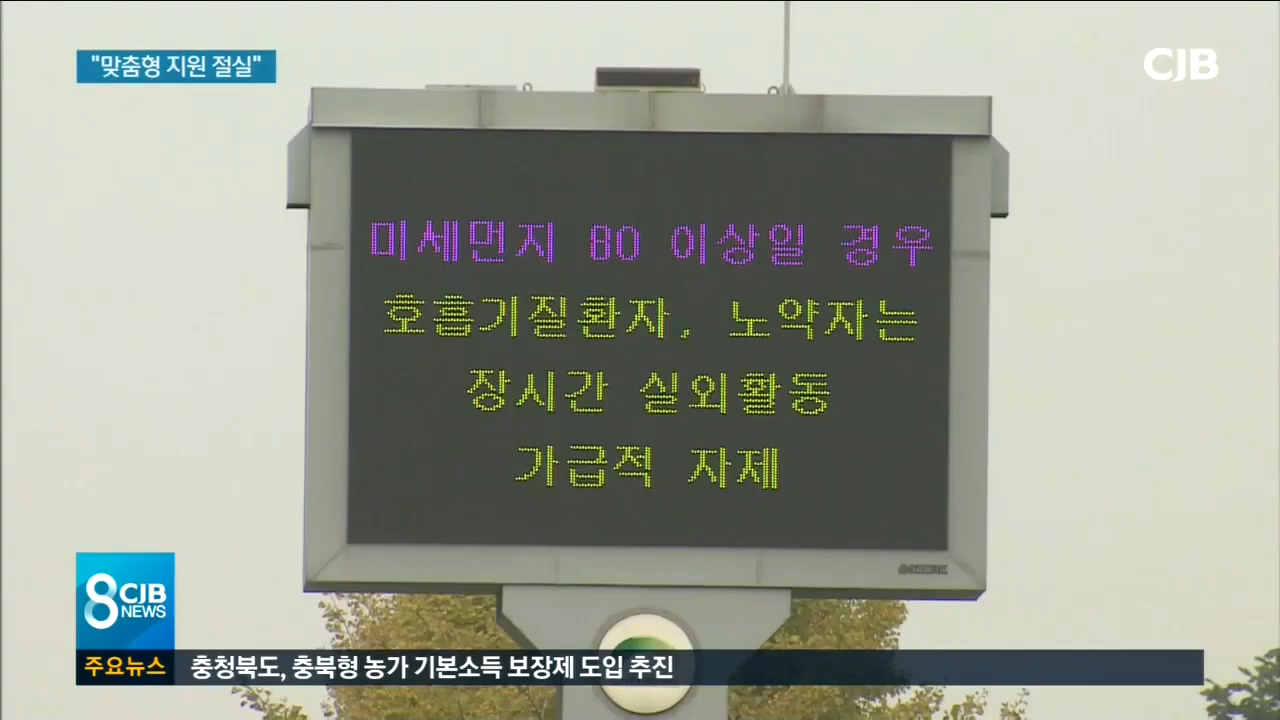 "맞춤형 지원 절실"
CJB
미세먼지 80 이상일 경우
호흡기질환자, 노약자는
장시간 실외활동
가급적 자제
8 CJB
NEWS
주요뉴스 충청북도, 충북형 농가 기본소득 보장제 도입 추진